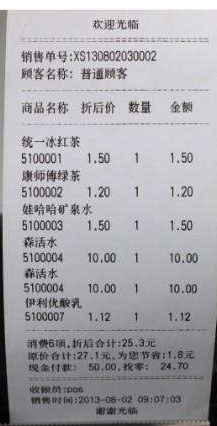 欢迎光临
销售单号:XS130802030002
顾客名称: 普通顾客
商品名称 折后价 数量 金额
统一冰红茶
5100001 1.50 1 1.50
康师傅绿茶
5100002 1.20 1 1.20
娃哈哈矿泉水
5100003 1.50 1 1.50
森活水
5100004 10.00 1 10.00
森活水
5100004 10.00 1 10.00
伊利优酸乳
5100007 1.12 1 1.12
消费6项,折后合计:25.3元
原价合计:27.1元,为您节省:1.8元
现金付款: 50.00,找零: 24.70
收银员:pos
销售时间:2013-08-02 09:07:03
谢谢光临